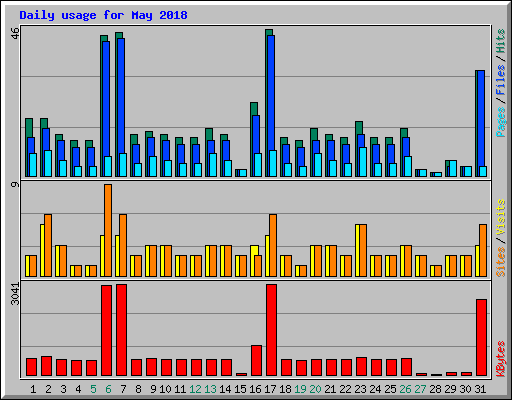 Daily usage for May 2018
46
Pages / Files / Hits
9
Sites / Visits
3041
KBytes
1 2 3 4 5 6 7 8 9 10 11 12 13 14 15 16 17 18 19 20 21 22 23 24 25 26 27 28 29 30 31